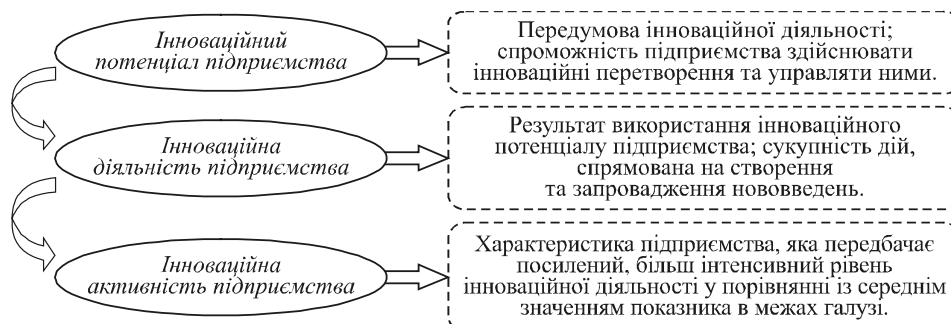 Інноваційний
потенціал підприємства
Передумова інноваційної діяльності;
спроможність підприємства здійснювати
інноваційні перетворення та управляти ними.
Інноваційна
діяльність підприємства
Результат використання інноваційного
потенціалу підприємства; сукупність дій,
спрямована на створення
та запровадження нововведень.
Інноваційна
активність підприємства
Характеристика підприємства, яка передбачає
посилений, більш інтенсивний рівень
інноваційної діяльності у порівнянні із середнім
значенням показника в межах галузі.